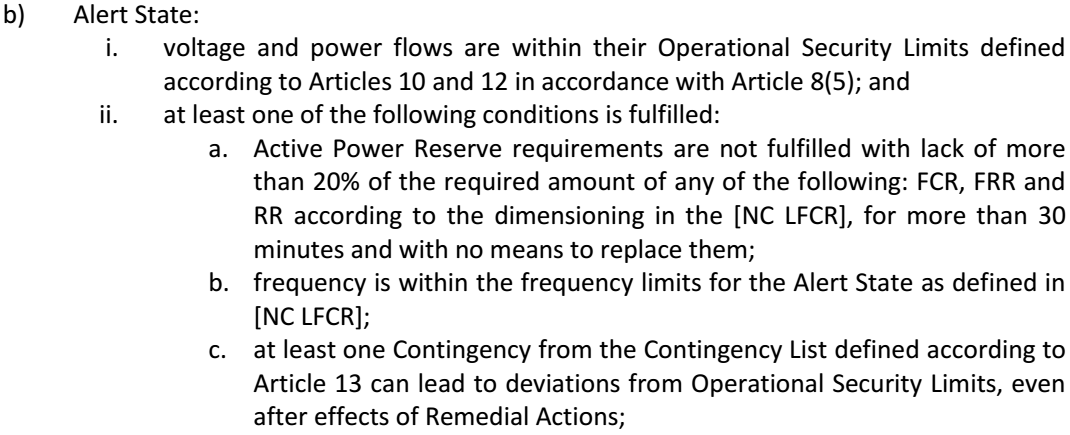 b) Alert State:
i. voltage and power flows are within their Operational Security Limits defined
according to Articles 10 and 12 in accordance with Article 8(5); and
ii. at least one of the following conditions is fulfilled:
a. Active Power Reserve requirements are not fulfilled with lack of more
than 20% of the required amount of any of the following: FCR, FRR and
RR according to the dimensioning in the [NC LFCR], for more than 30
minutes and with no means to replace them;
b. frequency is within the frequency limits for the Alert State as defined in
[NC LFCR];
c. at least one Contingency from the Contingency List defined according to
Article 13 can lead to deviations from Operational Security Limits, even
after effects of Remedial Actions;